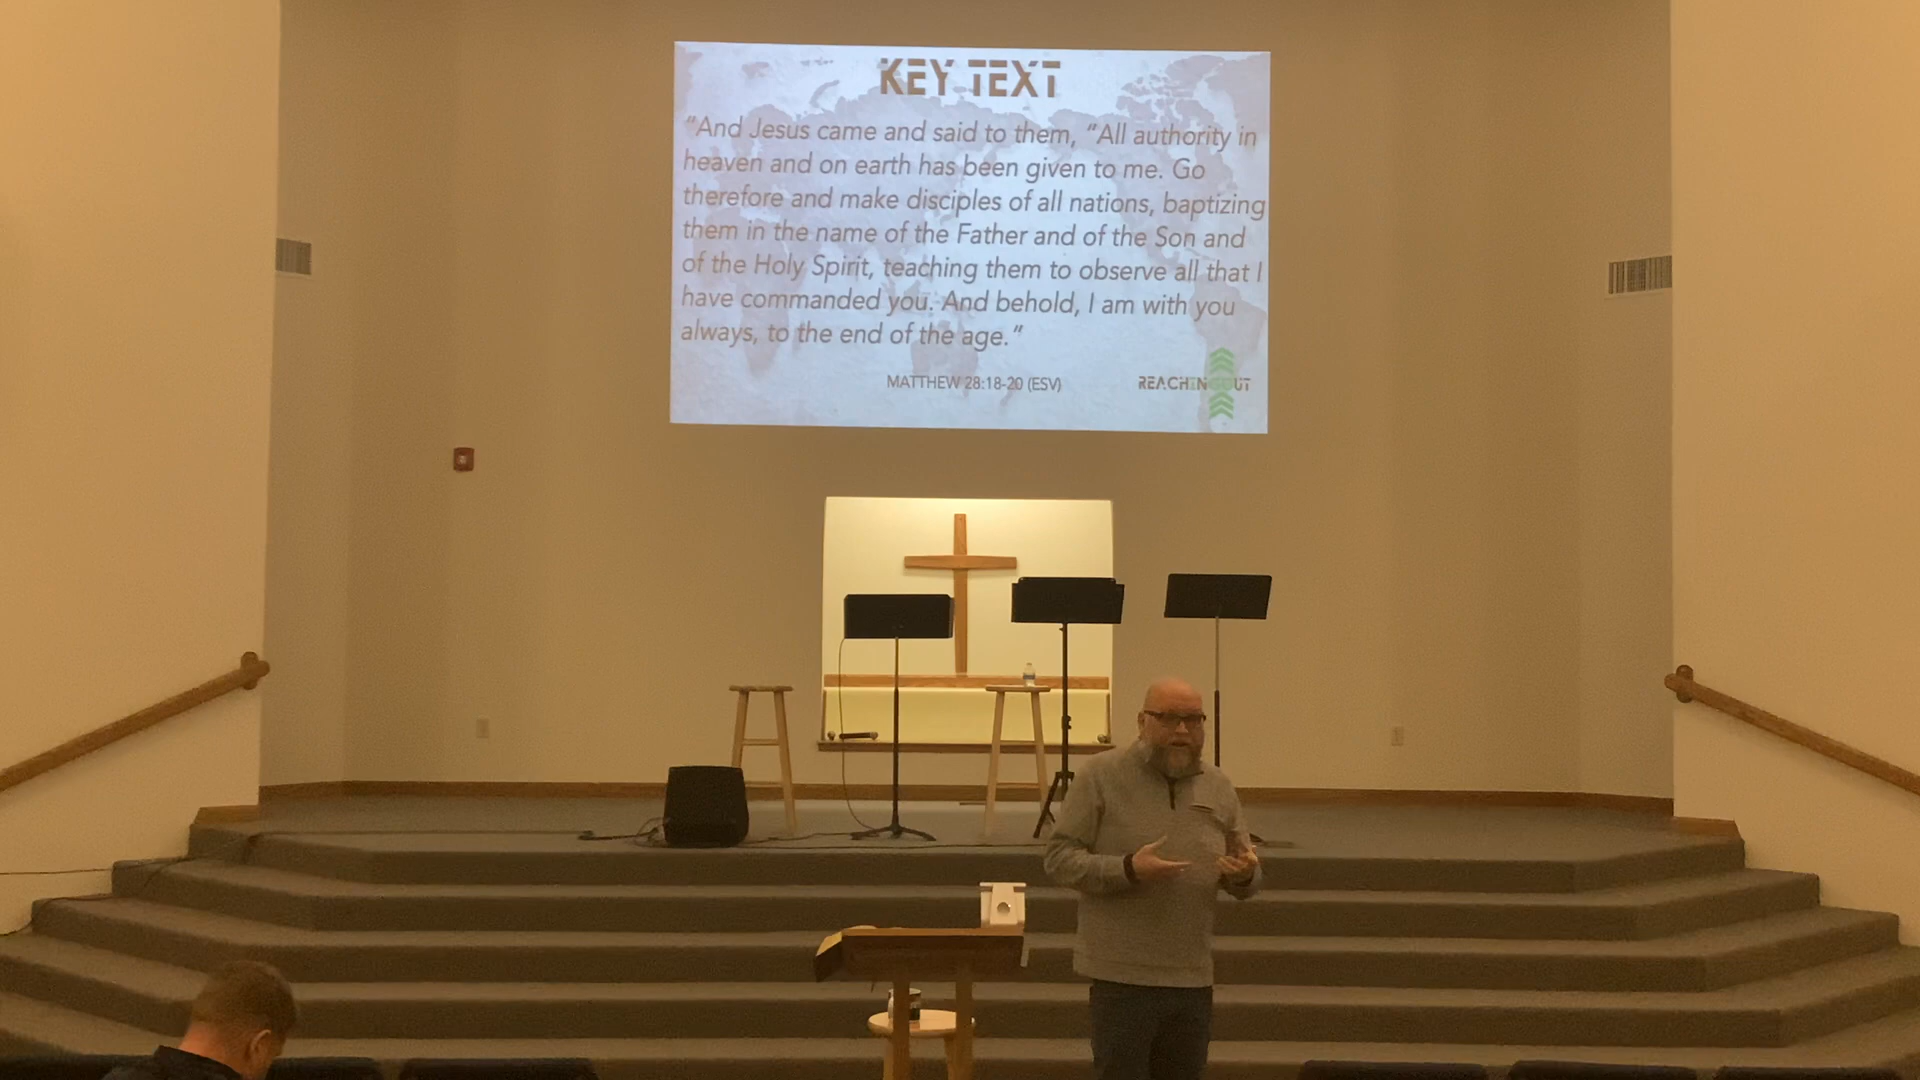 KEY TEXT
"And Jesus came and said to them, "All authority in
heaven and on earth has been given to me. Go
therefore and make disciples of all nations, baptizing
them in the name of the Father and of the Son and
of the Holy Spirit, teaching them to observe all that I
have commanded you. And behold, I am with you
always, to the end of the age."
MATTHEW 28:18-20 (ESV)
REACHINGOUT